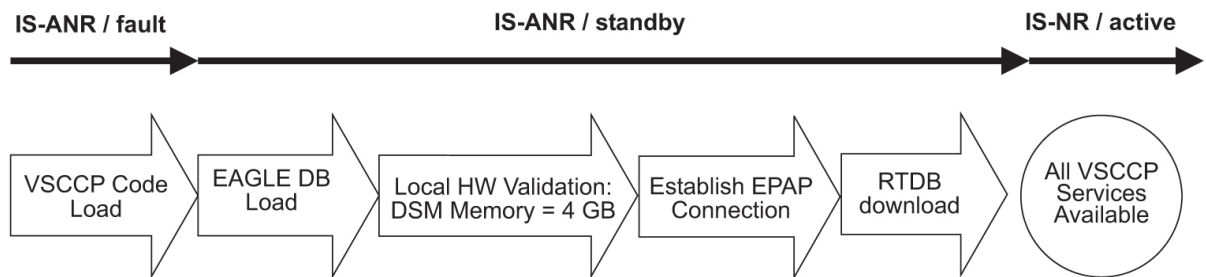 IS-ANR / fault
IS-ANR / standby
IS-NR / active
VSCCP Code
Load
EAGLE DB
Load
Local HW Validation:
DSM Memory = 4 GB
Establish EPAP
Connection
RTDB
download
All VSCCP
Services
Available